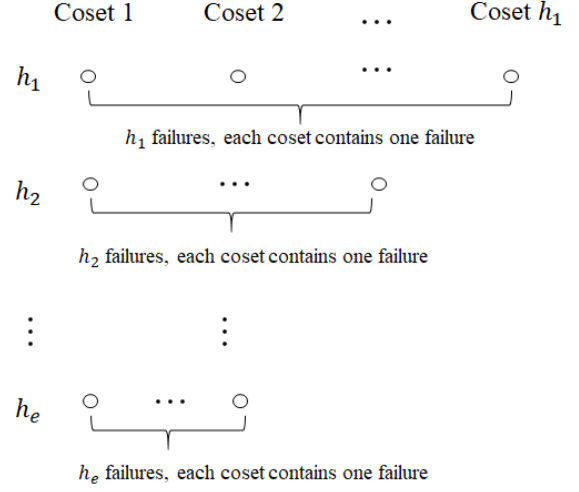 Coset 1 Coset 2 ... Coset h₁
h₁ ...
h₁ failures, each coset contains one failure
h₂ ...
h₂ failures, each coset contains one failure
⋮ ⋮
hₑ ...
hₑ failures, each coset contains one failure